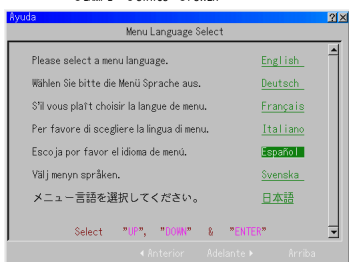 Ayuda
Menu Language Select
Please select a menu language. English
Wählen Sie bitte die Menü Sprache aus. Deutsch
S'il vous plaît choisir la langue de menu. Français
Per favore di scegliere la lingua di menu. Italiano
Escoja por favor el idioma de menú. Español
Välj menyn språken. Svenska
メニュー言語を選択してください。 日本語
Select "UP", "DOWN" & "ENTER"
Anterior Adelante Arriba